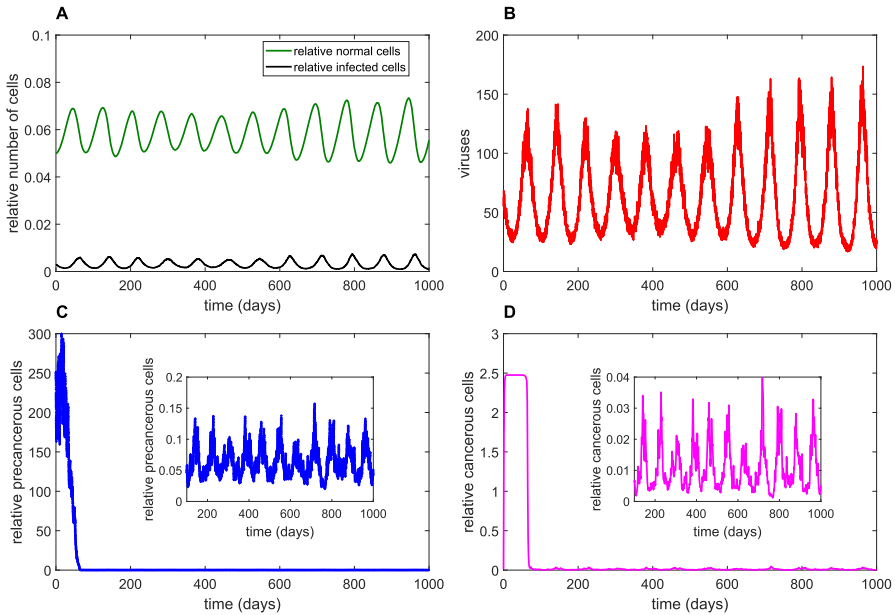 A
relative number of cells
0.1
0.08
0.06
0.04
0.02
0
relative normal cells
relative infected cells
0 200 400 600 800 1000
time (days)
B
viruses
200
150
100
50
0
0 200 400 600 800 1000
time (days)
C
relative precancerous cells
300
250
200
150
100
50
0
0 200 400 600 800 1000
time (days)
relative precancerous cells
0.2
0.15
0.1
0.05
0
200 400 600 800 1000
time (days)
D
relative cancerous cells
3
2.5
2
1.5
1
0.5
0
0 200 400 600 800 1000
time (days)
relative cancerous cells
0.04
0.03
0.02
0.01
0
200 400 600 800 1000
time (days)